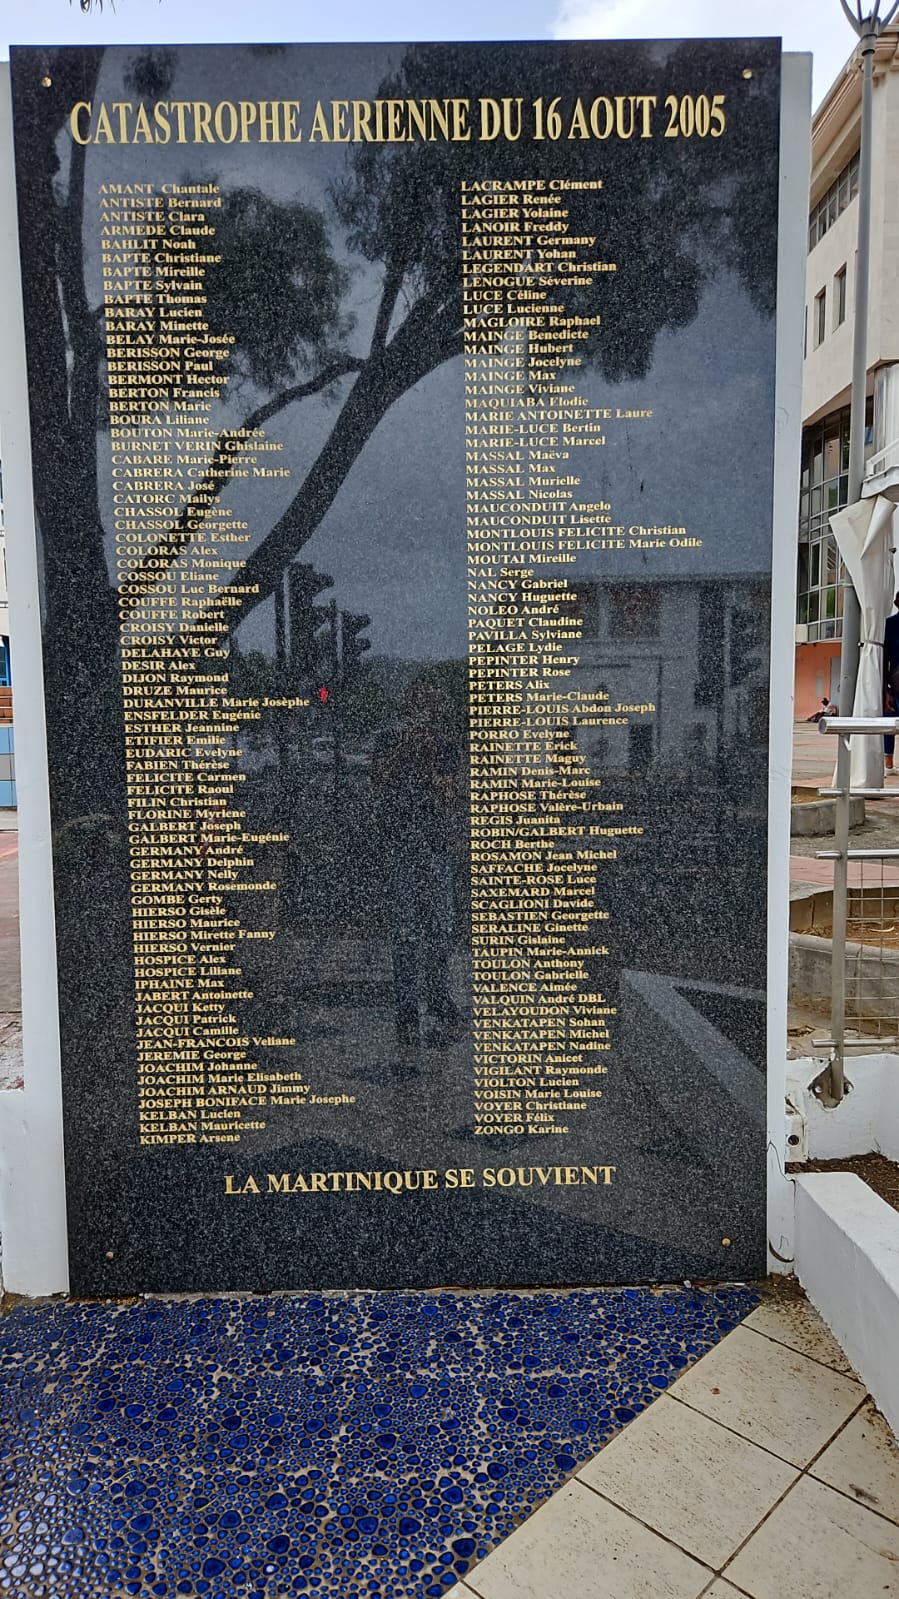 CATASTROPHE AERIENNE DU 16 AOUT 2005
AMANT Chantale
ANTISTE Bernard
ANTISTE Clara
ARMEDE Claude
BAHLIT Noah
BAPTE Christiane
BAPTE Mireille
BAPTE Sylvain
BAPTE Thomas
BARAY Lucien
BARAY Minette
BELAY Marie-Josée
BERISSON George
BERISSON Paul
BERMONT Hector
BERTON Francis
BERTON Marie
BOURA Liliane
BOUTON Marie-Andrée
BURNET VERIN Ghislaine
CABARE Marie-Pierre
CABRERA Catherine Marie
CABRERA José
CATORC Mailys
CHASSOL Eugène
CHASSOL Georgette
COLONETTE Esther
COLORAS Alex
COLORAS Monique
COSSOU Eliane
COSSOU Luc Bernard
COUFFE Raphaëlle
COUFFE Robert
CROISY Danielle
CROISY Victor
DELAHAYE Guy
DESIR Alex
DIJON Raymond
DRUZE Maurice
DURANVILLE Marie Josèphe
ENSFELDER Eugénie
ESTHER Jeannine
ETIFIER Emilie
EUDARIC Evelyne
FABIEN Thérèse
FELICITE Carmen
FELICITE Raoul
FILIN Christian
FLORINE Myriene
GALBERT Joseph
GALBERT Marie-Eugénie
GERMANY André
GERMANY Delphin
GERMANY Nelly
GERMANY Rosemonde
GOMBE Gerty
HIERSO Gisèle
HIERSO Maurice
HIERSO Mirette Fanny
HIERSO Vernier
HOSPICE Alex
HOSPICE Liliane
IPHAINE Max
JABERT Antoinette
JACQUI Ketty
JACQUI Patrick
JACQUI Camille
JEAN-FRANCOIS Veliane
JEREMIE George
JOACHIM Johanne
JOACHIM Marie Elisabeth
JOACHIM ARNAUD Jimmy
JOSEPH BONIFACE Marie Josephe
KELBAN Lucien
KELBAN Mauricette
KIMPER Arsene
LACRAMPE Clément
LAGIER Renée
LAGIER Yolaine
LANOIR Freddy
LAURENT Germany
LAURENT Yohan
LEGENDART Christian
LENOGUE Séverine
LUCE Céline
LUCE Lucienne
MAGLOIRE Raphael
MAINGE Benedicte
MAINGE Hubert
MAINGE Jocelyne
MAINGE Max
MAINGE Viviane
MAQUIABA Elodie
MARIE ANTOINETTE Laure
MARIE-LUCE Bertin
MARIE-LUCE Marcel
MASSAL Maëva
MASSAL Max
MASSAL Murielle
MASSAL Nicolas
MAUCONDUIT Angelo
MAUCONDUIT Lisette
MONTLOUIS FELICITE Christian
MONTLOUIS FELICITE Marie Odile
MOUTAI Mireille
NAL Serge
NANCY Gabriel
NANCY Huguette
NOLEO André
PAQUET Claudine
PAVILLA Sylviane
PELAGE Lydie
PEPINTER Henry
PEPINTER Rose
PETERS Alix
PETERS Marie-Claude
PIERRE-LOUIS Abdon Joseph
PIERRE-LOUIS Laurence
PORRO Evelyne
RAINETTE Erick
RAINETTE Maguy
RAMIN Denis-Marc
RAMIN Marie-Louise
RAPHOSE Thérèse
RAPHOSE Valère-Urbain
REGIS Juanita
ROBIN/GALBERT Huguette
ROCH Berthe
ROSAMON Jean Michel
SAFFACHE Jocelyne
SAINTE-ROSE Luce
SAXEMARD Marcel
SCAGLIONI Davide
SEBASTIEN Georgette
SERALINE Ginette
SURIN Gislaine
TAUPIN Marie-Annick
TOULON Anthony
TOULON Gabrielle
VALENCE Aimée
VALQUIN André DBL
VELAYOUDON Viviane
VENKATAPEN Sohan
VENKATAPEN Michel
VENKATAPEN Nadine
VICTORIN Anicet
VIGILANT Raymonde
VIOLTON Lucien
VOISIN Marie Louise
VOYER Christiane
VOYER Félix
ZONGO Karine
LA MARTINIQUE SE SOUVIENT